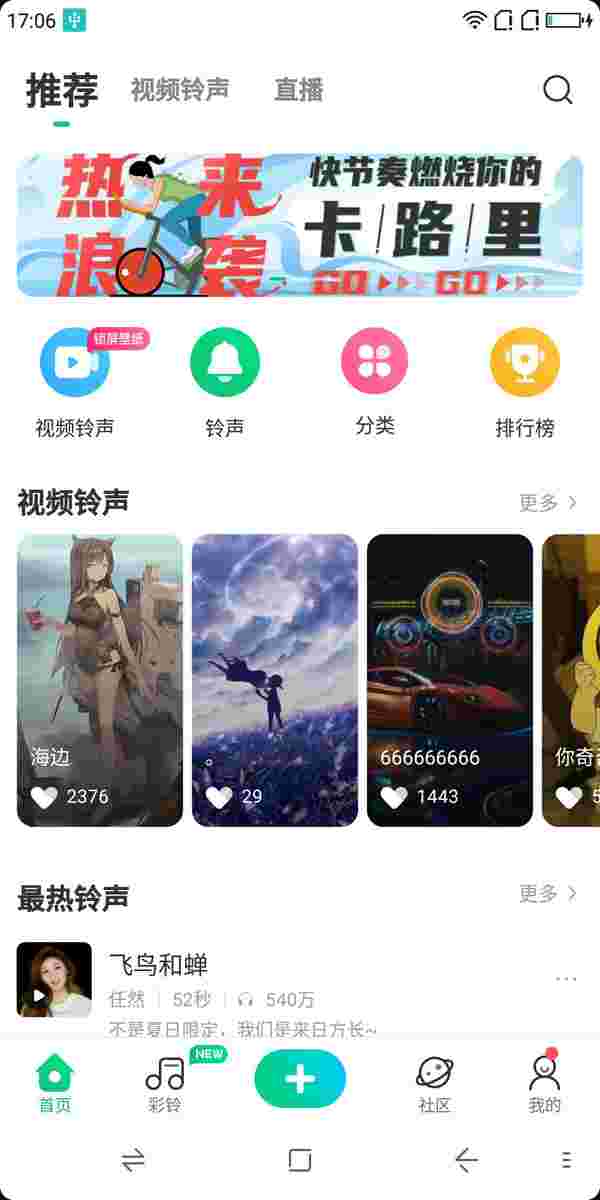 17:06
推荐 视频铃声 直播
热浪来袭
快节奏燃烧你的
卡路里
GO GO
锁屏壁纸
视频铃声 铃声 分类 排行榜
视频铃声 更多
海边
2376
。
29
666666666
1443
你奇
最热铃声 更多
飞鸟和蝉
任然 52秒 540万
不是夏日限定，我们是来日方长~
NEW
首页 彩铃 社区 我的